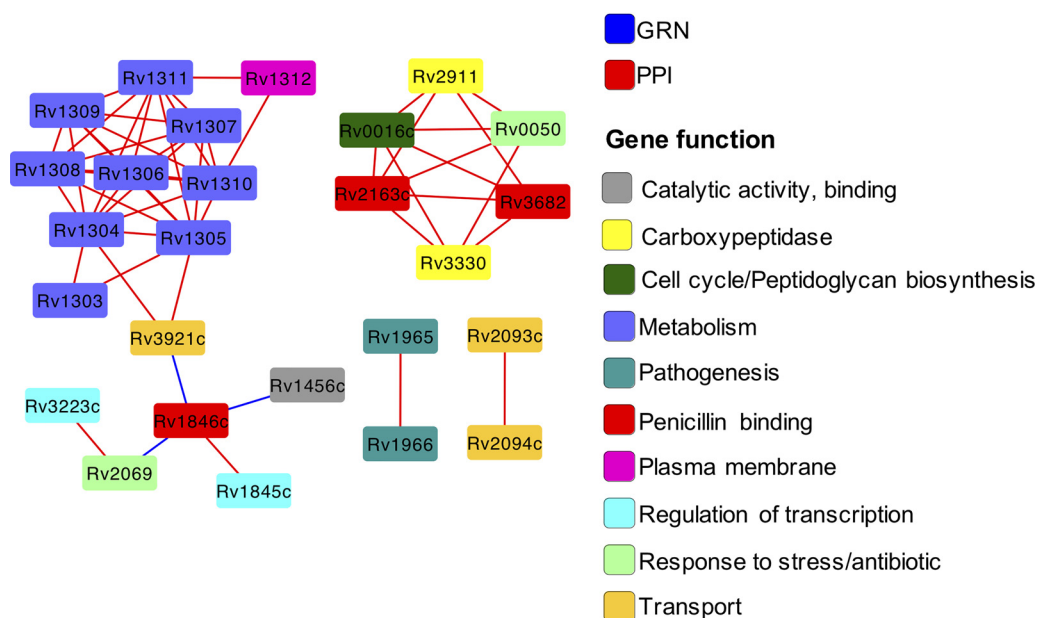 Rv1311
Rv1312
Rv1309
Rv1307
Rv1308
Rv1306
Rv1310
Rv1304
Rv1305
Rv1303
Rv3921c
Rv1456c
Rv3223c
Rv1846c
Rv2069
Rv1845c
Rv2911
Rv0016c
Rv0050
Rv2163c
Rv3682
Rv3330
Rv1965
Rv2093c
Rv1966
Rv2094c
GRN
PPI
Gene function
Catalytic activity, binding
Carboxypeptidase
Cell cycle/Peptidoglycan biosynthesis
Metabolism
Pathogenesis
Penicillin binding
Plasma membrane
Regulation of transcription
Response to stress/antibiotic
Transport